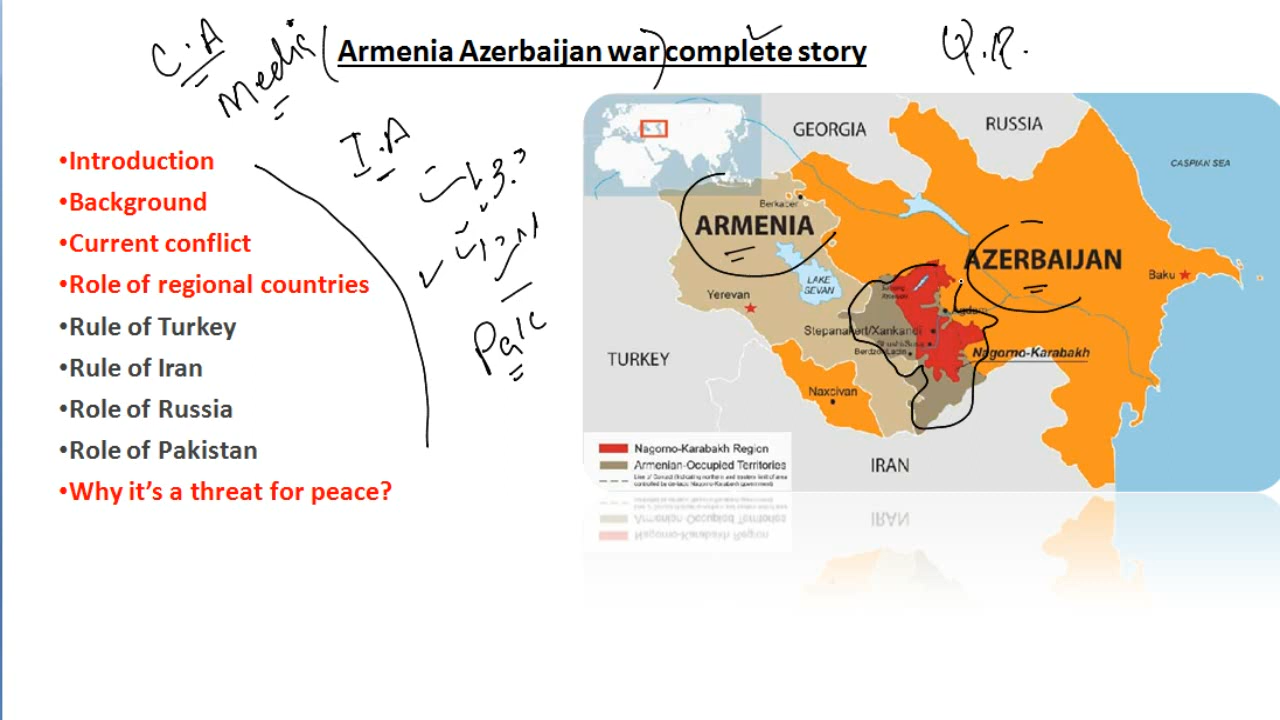 C.A
Media
(Armenia Azerbaijan war) complete story
I.A
•Introduction
•Background
•Current conflict
•Role of regional countries
•Rule of Turkey
•Rule of Iran
•Role of Russia
•Role of Pakistan
•Why it's a threat for peace?
Pak
GEORGIA
RUSSIA
CASPIAN SEA
Berkaber
ARMENIA
AZERBAIJAN
LAKE
SEVAN
Baku
Yerevan
Stepanakert/Xankandi
TURKEY
Nagorno-Karabakh
Naxcivan
IRAN
Nagorno-Karabakh Region
Armenian-Occupied Territories